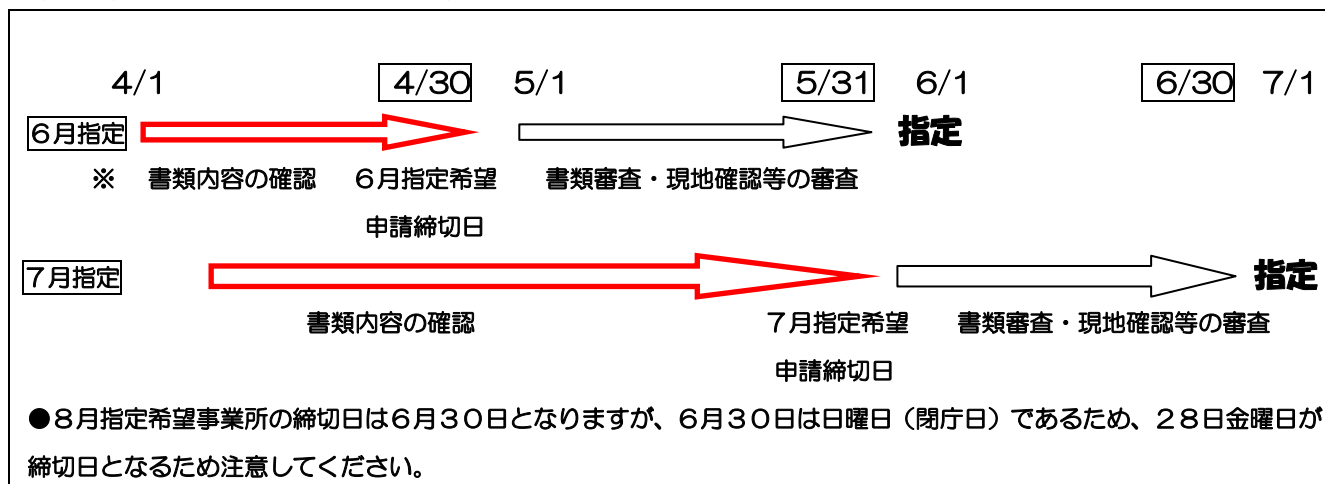 4/1 4/30 5/1 5/31 6/1 6/30 7/1
６月指定 指定
※ 書類内容の確認 ６月指定希望 書類審査・現地確認等の審査
申請締切日
７月指定 指定
書類内容の確認 ７月指定希望 書類審査・現地確認等の審査
申請締切日
●８月指定希望事業所の締切日は６月３０日となりますが、６月３０日は日曜日（閉庁日）であるため、２８日金曜日が
締切日となるため注意してください。